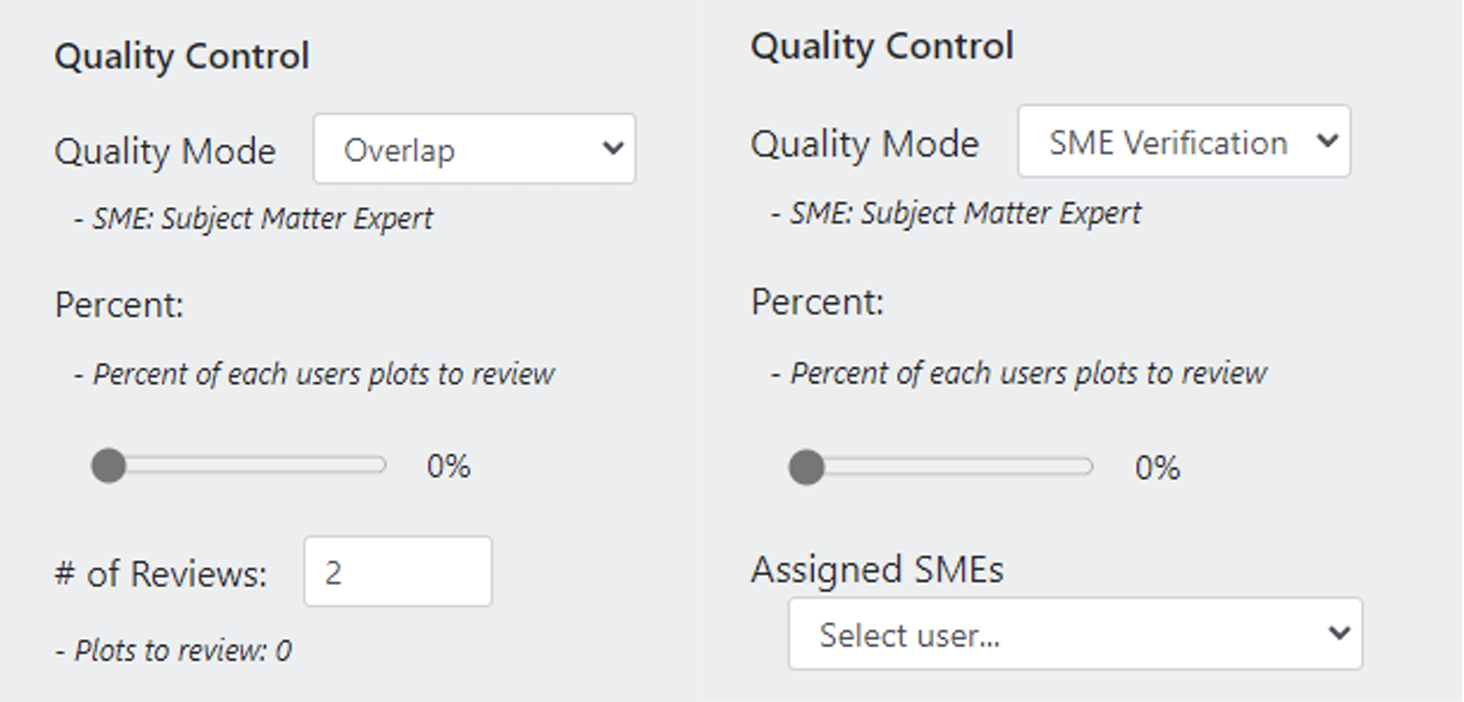 Quality Control
Quality Mode Overlap
- SME: Subject Matter Expert
Percent:
- Percent of each users plots to review
0%
# of Reviews: 2
- Plots to review: 0
Quality Control
Quality Mode SME Verification
- SME: Subject Matter Expert
Percent:
- Percent of each users plots to review
0%
Assigned SMEs
Select user...